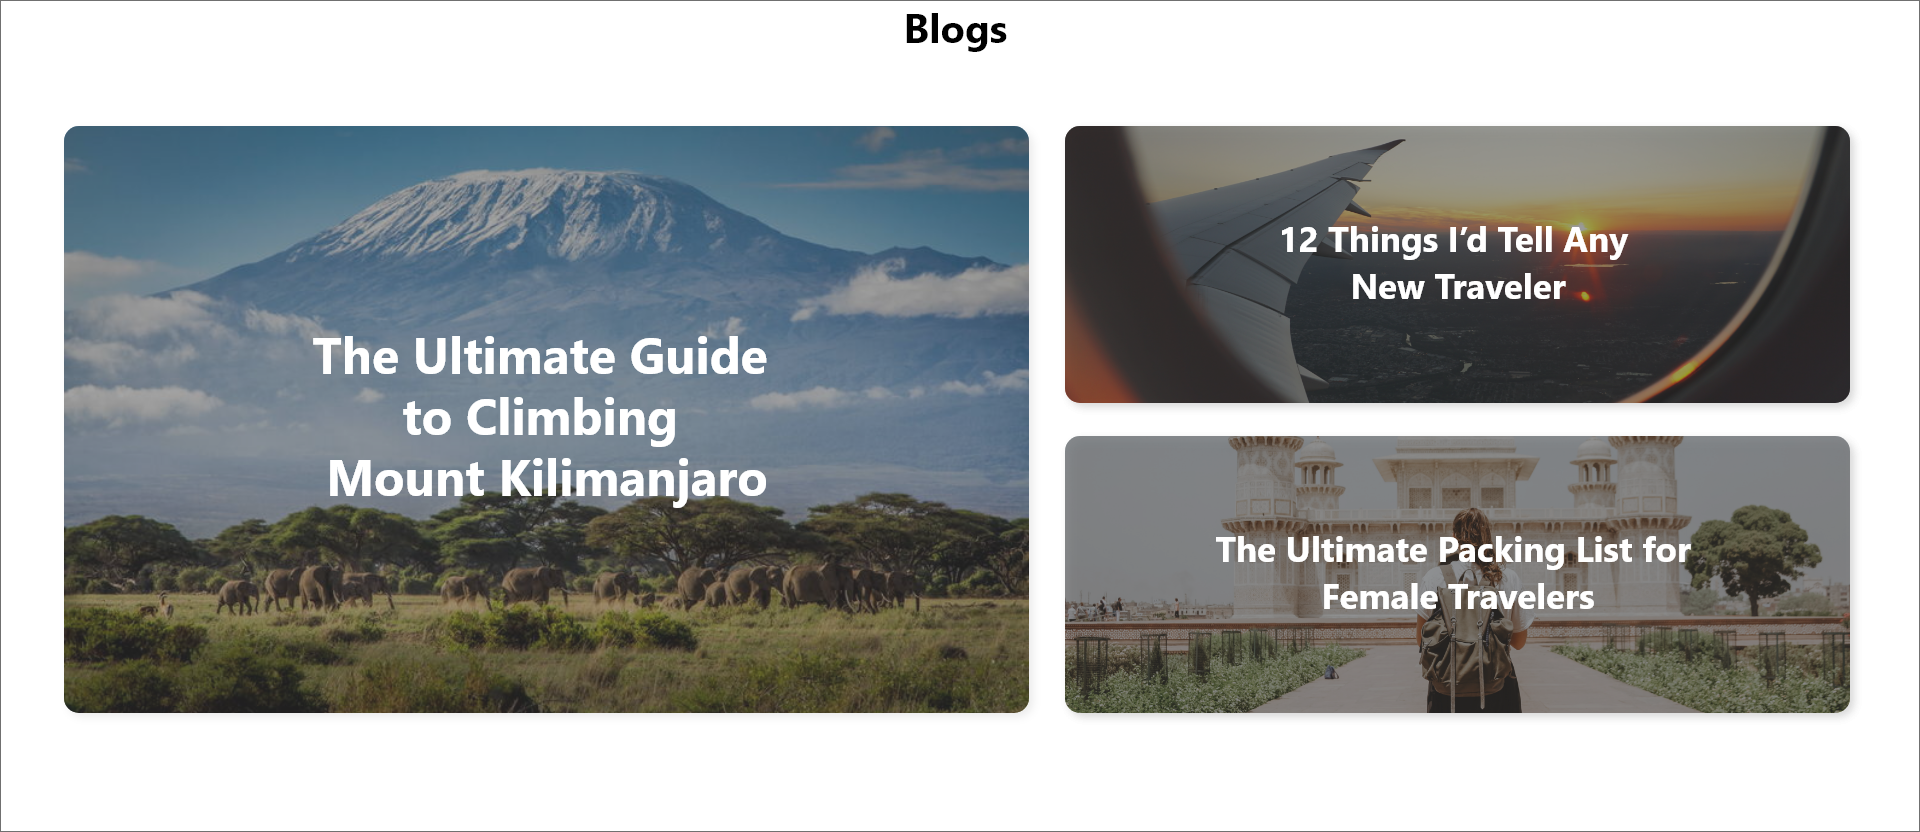 Blogs
The Ultimate Guide
to Climbing
Mount Kilimanjaro
12 Things I’d Tell Any
New Traveler
The Ultimate Packing List for
Female Travelers